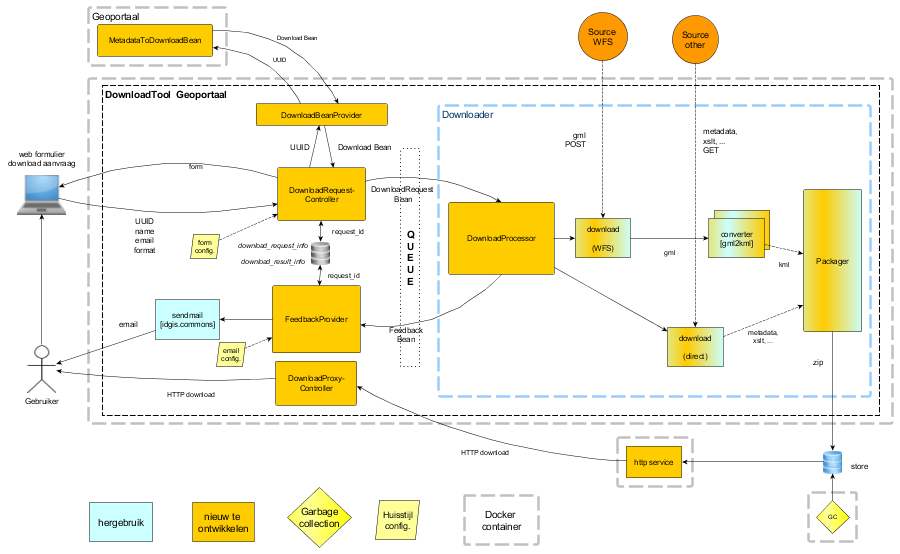 Geoportaal
MetadataToDownloadBean
Download Bean
UUID
Source
WFS
Source
other
DownloadTool Geoportaal
DownloadBeanProvider
Downloader
gml
POST
metadata,
xslt, ...
GET
web formulier
download aanvraag
form
UUID
Download Bean
DownloadRequest-
Controller
DownloadRequest
Bean
UUID
name
email
format
form
config.
request_id
download_request_info
download_result_info
request_id
Q
U
E
U
E
DownloadProcessor
download
(WFS)
gml
converter
[gml2kml]
kml
Packager
email
sendmail
[idgis.commons]
email
config.
FeedbackProvider
Feedback
Bean
download
(direct)
metadata,
xslt, ...
zip
Gebruiker
HTTP download
DownloadProxy-
Controller
HTTP download
http service
store
GC
hergebruik
nieuw te
ontwikkelen
Garbage
collection
Huisstijl
config.
Docker
container